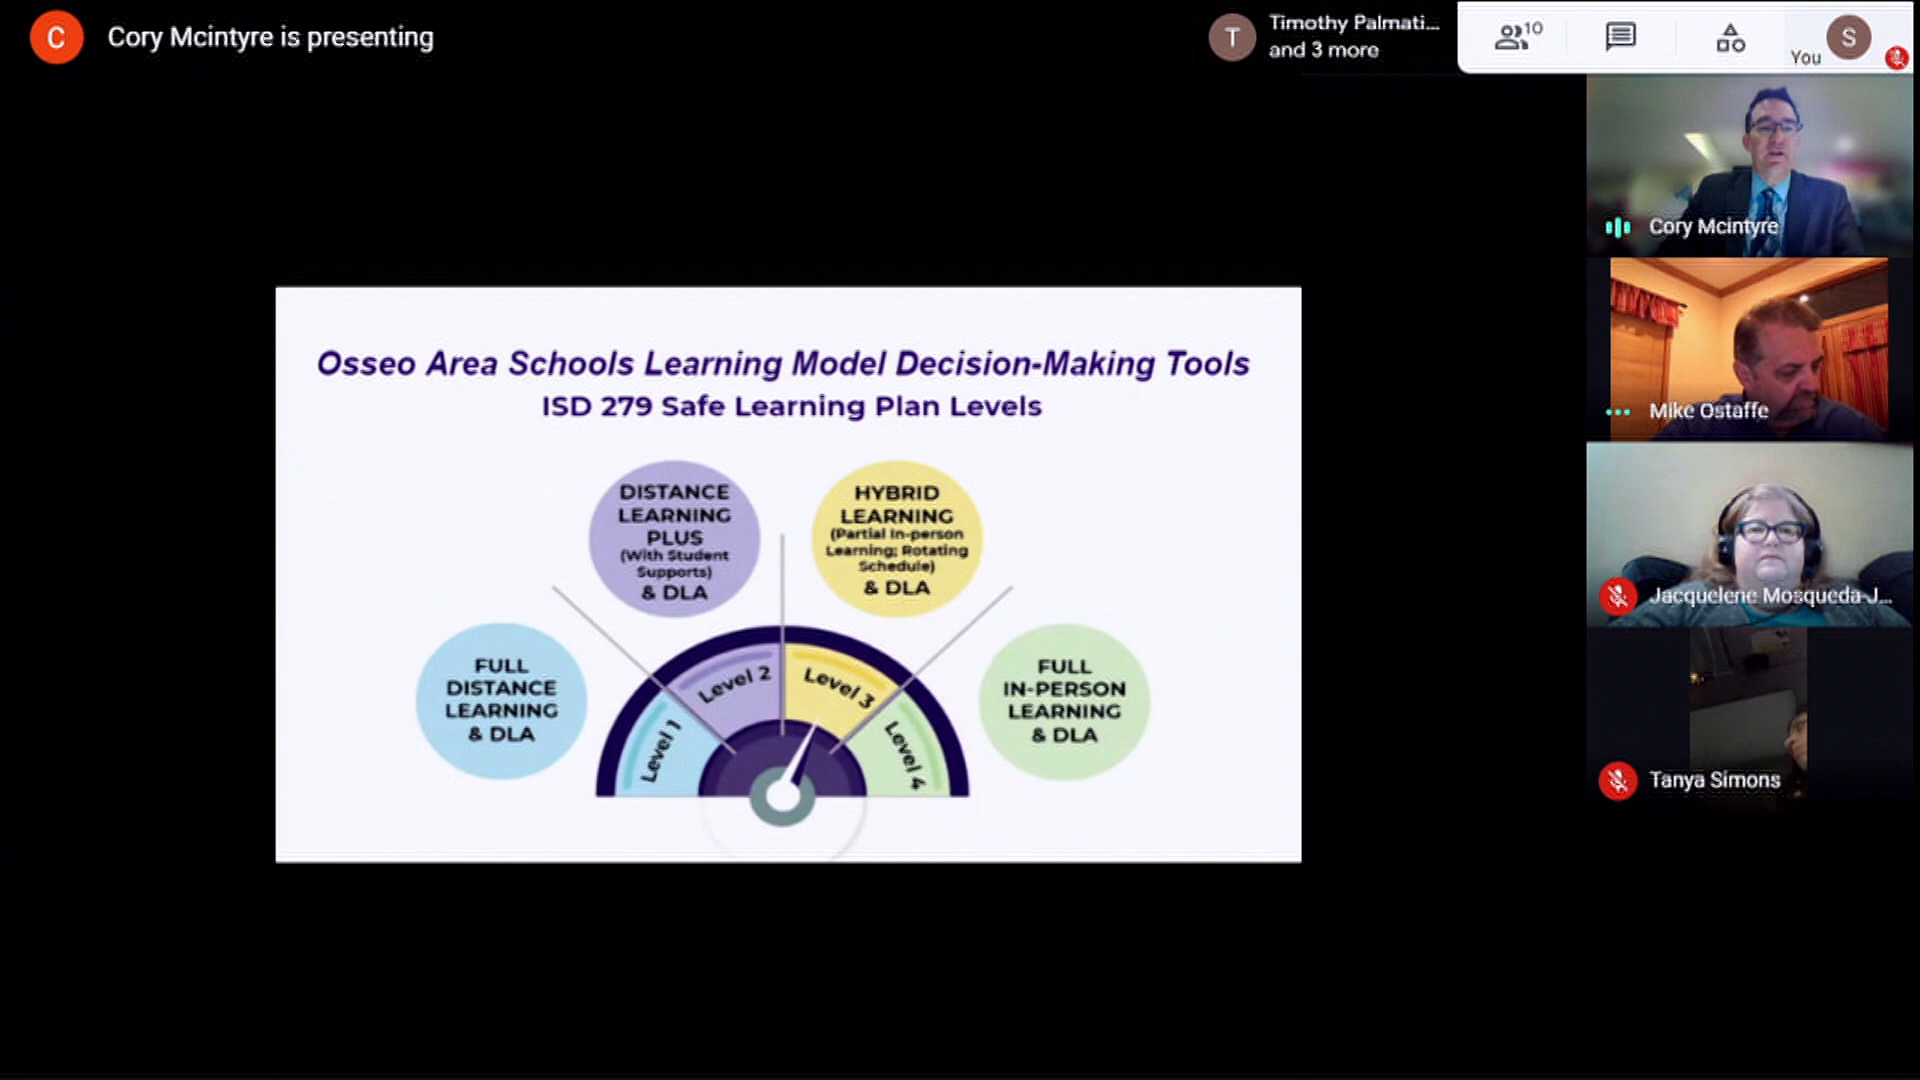 C
Cory Mcintyre is presenting
T
Timothy Palmati...
and 3 more
10
You
S
Cory Mcintyre
Mike Ostaffe
Jacquelene Mosqueda-J...
Tanya Simons
Osseo Area Schools Learning Model Decision-Making Tools
ISD 279 Safe Learning Plan Levels
DISTANCE
LEARNING
PLUS
(With Student
Supports)
& DLA
HYBRID
LEARNING
(Partial In-person
Learning; Rotating
Schedule)
& DLA
FULL
DISTANCE
LEARNING
& DLA
Level 1
Level 2
Level 3
Level 4
FULL
IN-PERSON
LEARNING
& DLA